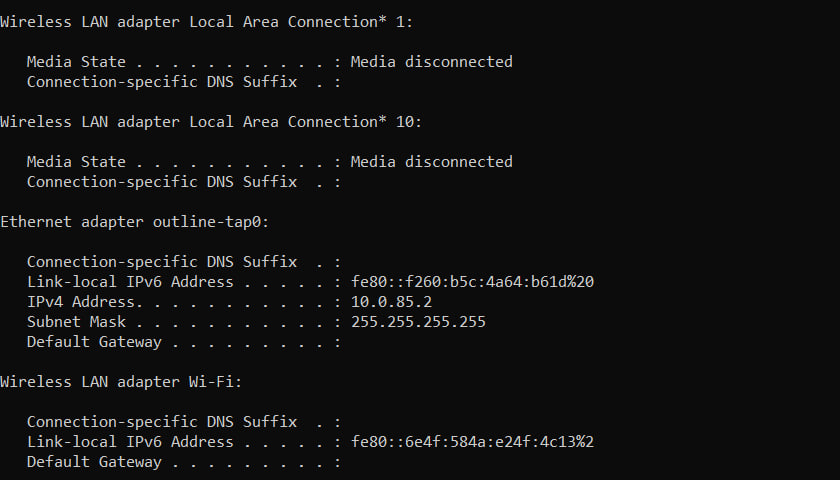 Wireless LAN adapter Local Area Connection* 1:
Media State . . . . . . . . . . . : Media disconnected
Connection-specific DNS Suffix  . :
Wireless LAN adapter Local Area Connection* 10:
Media State . . . . . . . . . . . : Media disconnected
Connection-specific DNS Suffix  . :
Ethernet adapter outline-tap0:
Connection-specific DNS Suffix  . :
Link-local IPv6 Address . . . . . : fe80::f260:b5c:4a64:b61d%20
IPv4 Address. . . . . . . . . . . : 10.0.85.2
Subnet Mask . . . . . . . . . . . : 255.255.255.255
Default Gateway . . . . . . . . . :
Wireless LAN adapter Wi-Fi:
Connection-specific DNS Suffix  . :
Link-local IPv6 Address . . . . . : fe80::6e4f:584a:e24f:4c13%2
Default Gateway . . . . . . . . . :